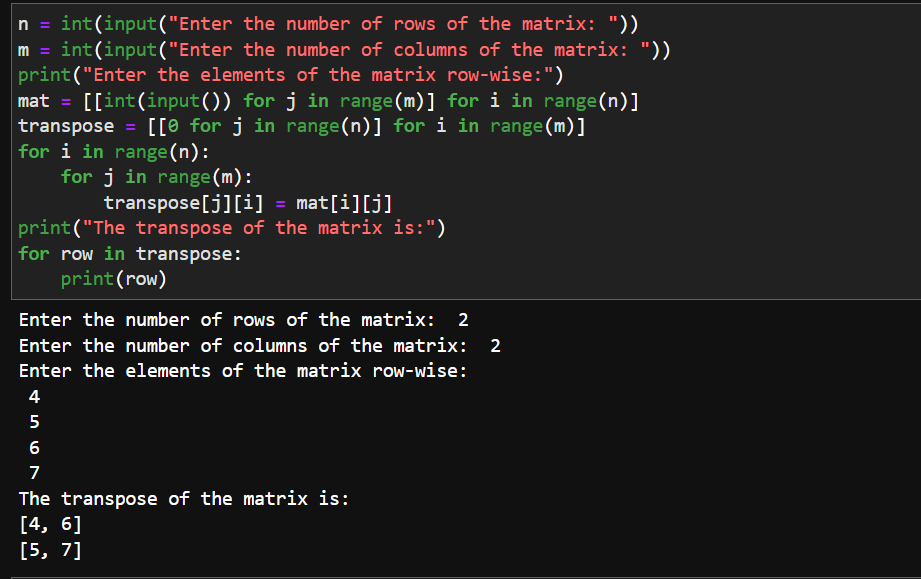 n = int(input("Enter the number of rows of the matrix: "))
m = int(input("Enter the number of columns of the matrix: "))
print("Enter the elements of the matrix row-wise:")
mat = [[int(input()) for j in range(m)] for i in range(n)]
transpose = [[0 for j in range(n)] for i in range(m)]
for i in range(n):
    for j in range(m):
        transpose[j][i] = mat[i][j]
print("The transpose of the matrix is:")
for row in transpose:
    print(row)
Enter the number of rows of the matrix:  2
Enter the number of columns of the matrix:  2
Enter the elements of the matrix row-wise:
 4
 5
 6
 7
The transpose of the matrix is:
[4, 6]
[5, 7]